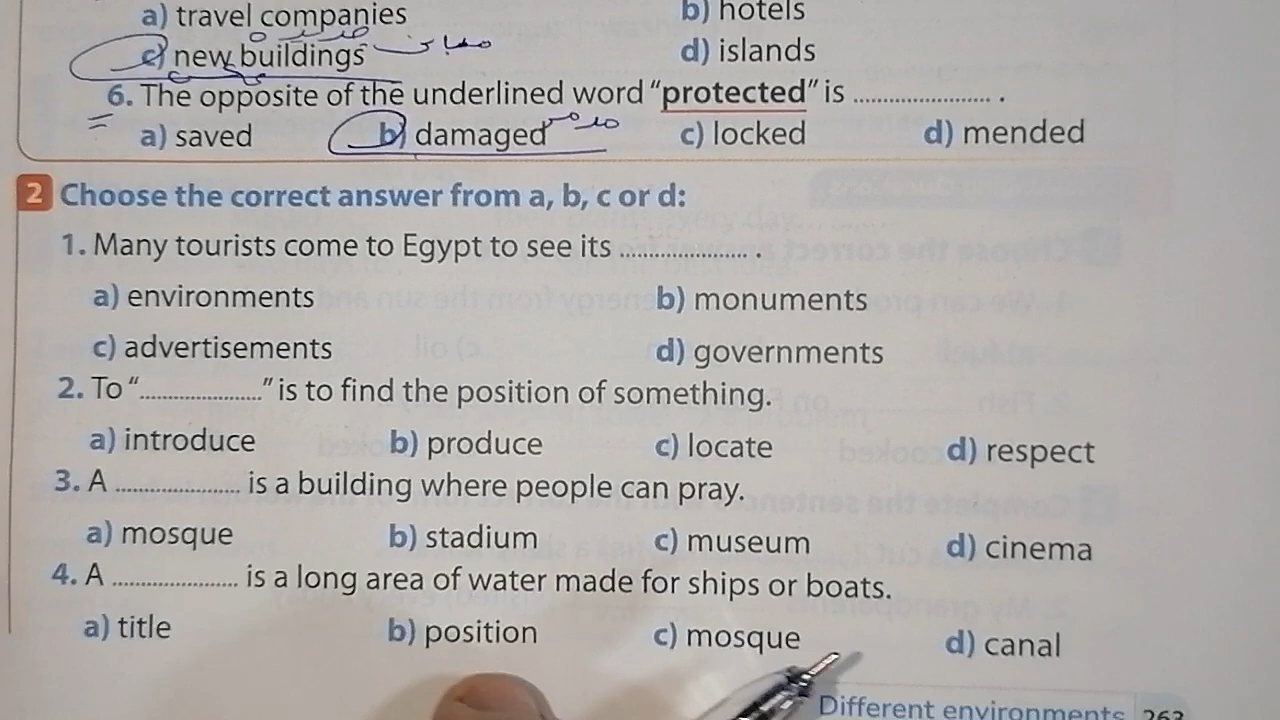 a) travel companies b) hotels
c) new buildings d) islands
6. The opposite of the underlined word "protected" is .................... .
a) saved b) damaged c) locked d) mended
2 Choose the correct answer from a, b, c or d:
1. Many tourists come to Egypt to see its .................... .
a) environments b) monuments
c) advertisements d) governments
2. To "...................." is to find the position of something.
a) introduce b) produce c) locate d) respect
3. A .................... is a building where people can pray.
a) mosque b) stadium c) museum d) cinema
4. A .................... is a long area of water made for ships or boats.
a) title b) position c) mosque d) canal
Different environments 263